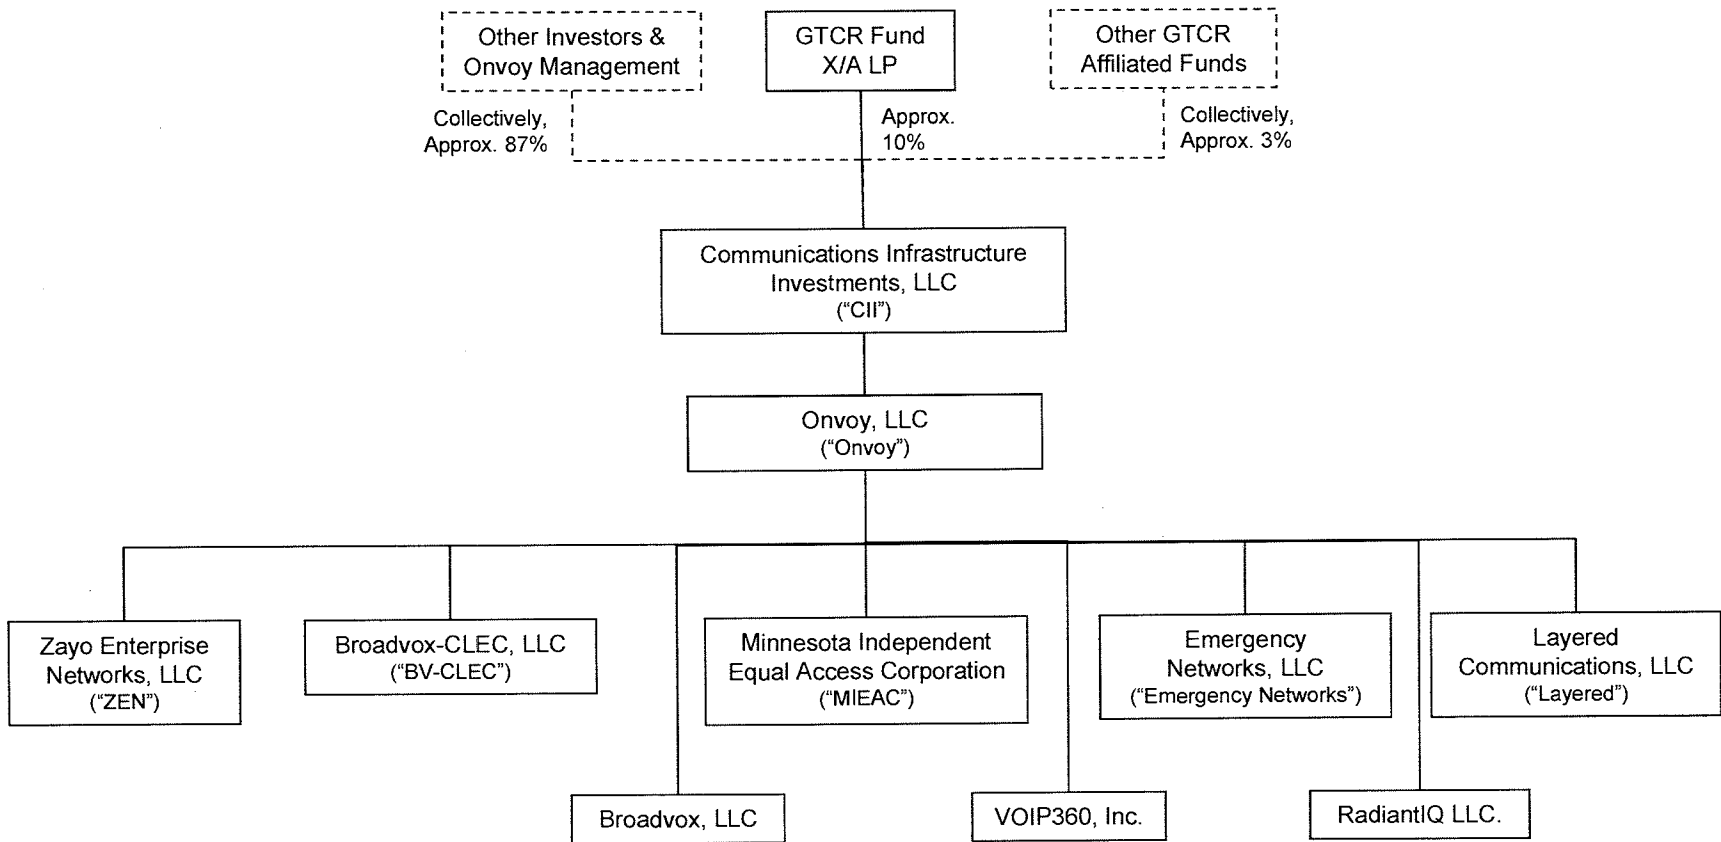 Other Investors &
Onvoy Management
GTCR Fund
X/A LP
Other GTCR
Affiliated Funds
Collectively,
Approx. 87%
Approx.
10%
Collectively,
Approx. 3%
Communications Infrastructure
Investments, LLC
(“CII”)
Onvoy, LLC
(“Onvoy”)
Zayo Enterprise
Networks, LLC
(“ZEN”)
Broadvox-CLEC, LLC
(“BV-CLEC”)
Minnesota Independent
Equal Access Corporation
(“MIEAC”)
Emergency
Networks, LLC
(“Emergency Networks”)
Layered
Communications, LLC
(“Layered”)
Broadvox, LLC
VOIP360, Inc.
RadiantIQ LLC.